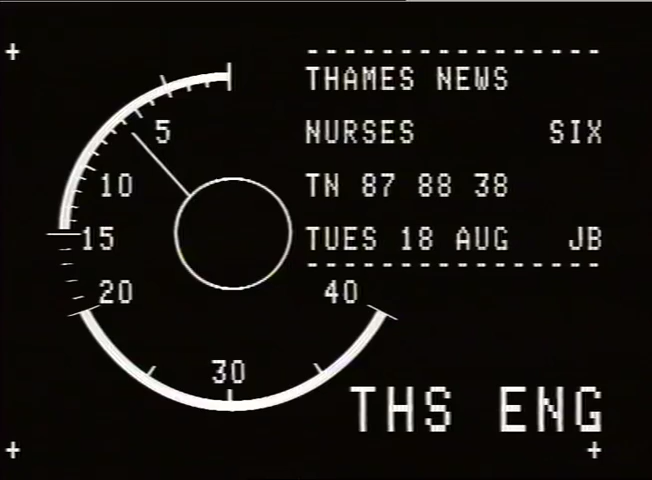 THAMES NEWS
NURSES SIX
TN 87 88 38
TUES 18 AUG JB
5
10
15
20
30
40
THS ENG